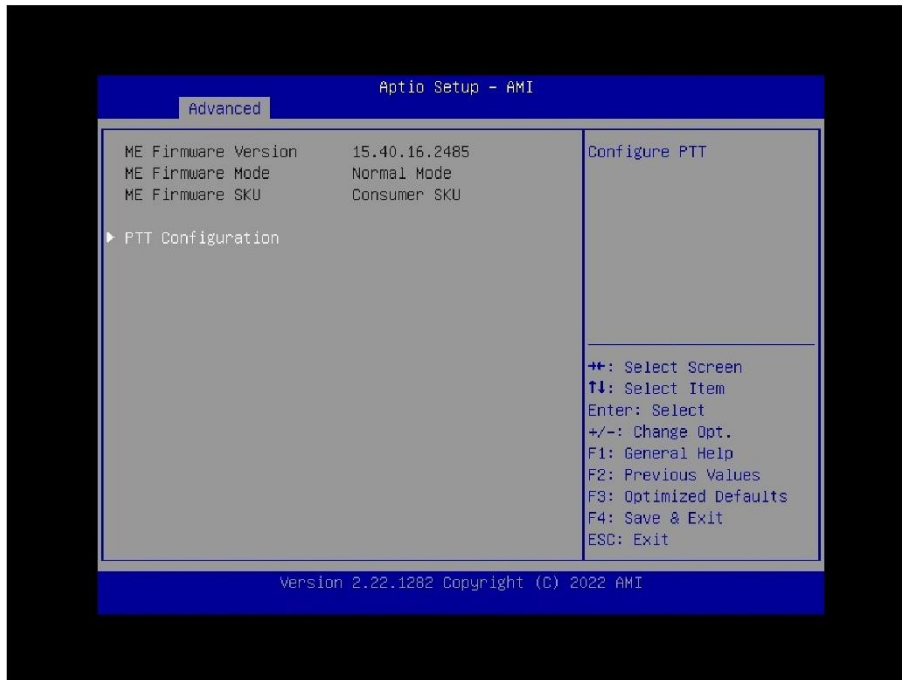 Aptio Setup – AMI
Advanced
ME Firmware Version 15.40.16.2485
ME Firmware Mode Normal Mode
ME Firmware SKU Consumer SKU
▶ PTT Configuration
Configure PTT
→←: Select Screen
↑↓: Select Item
Enter: Select
+/-: Change Opt.
F1: General Help
F2: Previous Values
F3: Optimized Defaults
F4: Save & Exit
ESC: Exit
Version 2.22.1282 Copyright (C) 2022 AMI